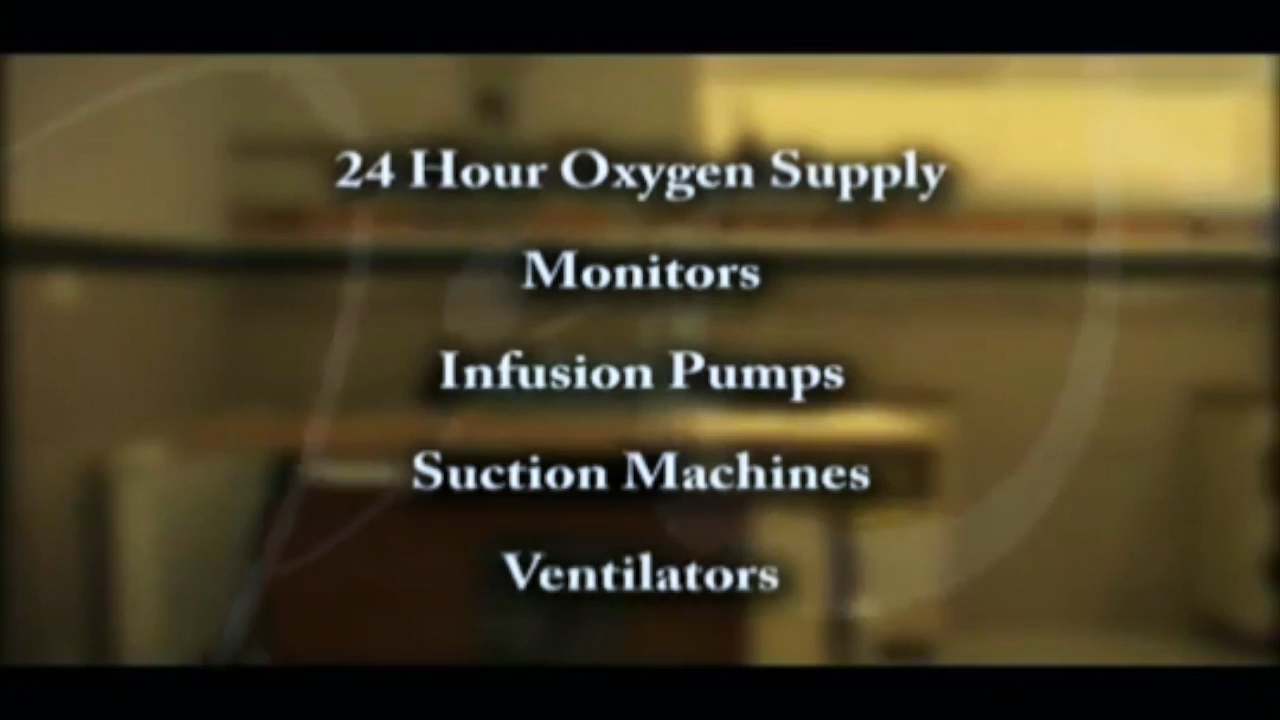 24 Hour Oxygen Supply
Monitors
Infusion Pumps
Suction Machines
Ventilators